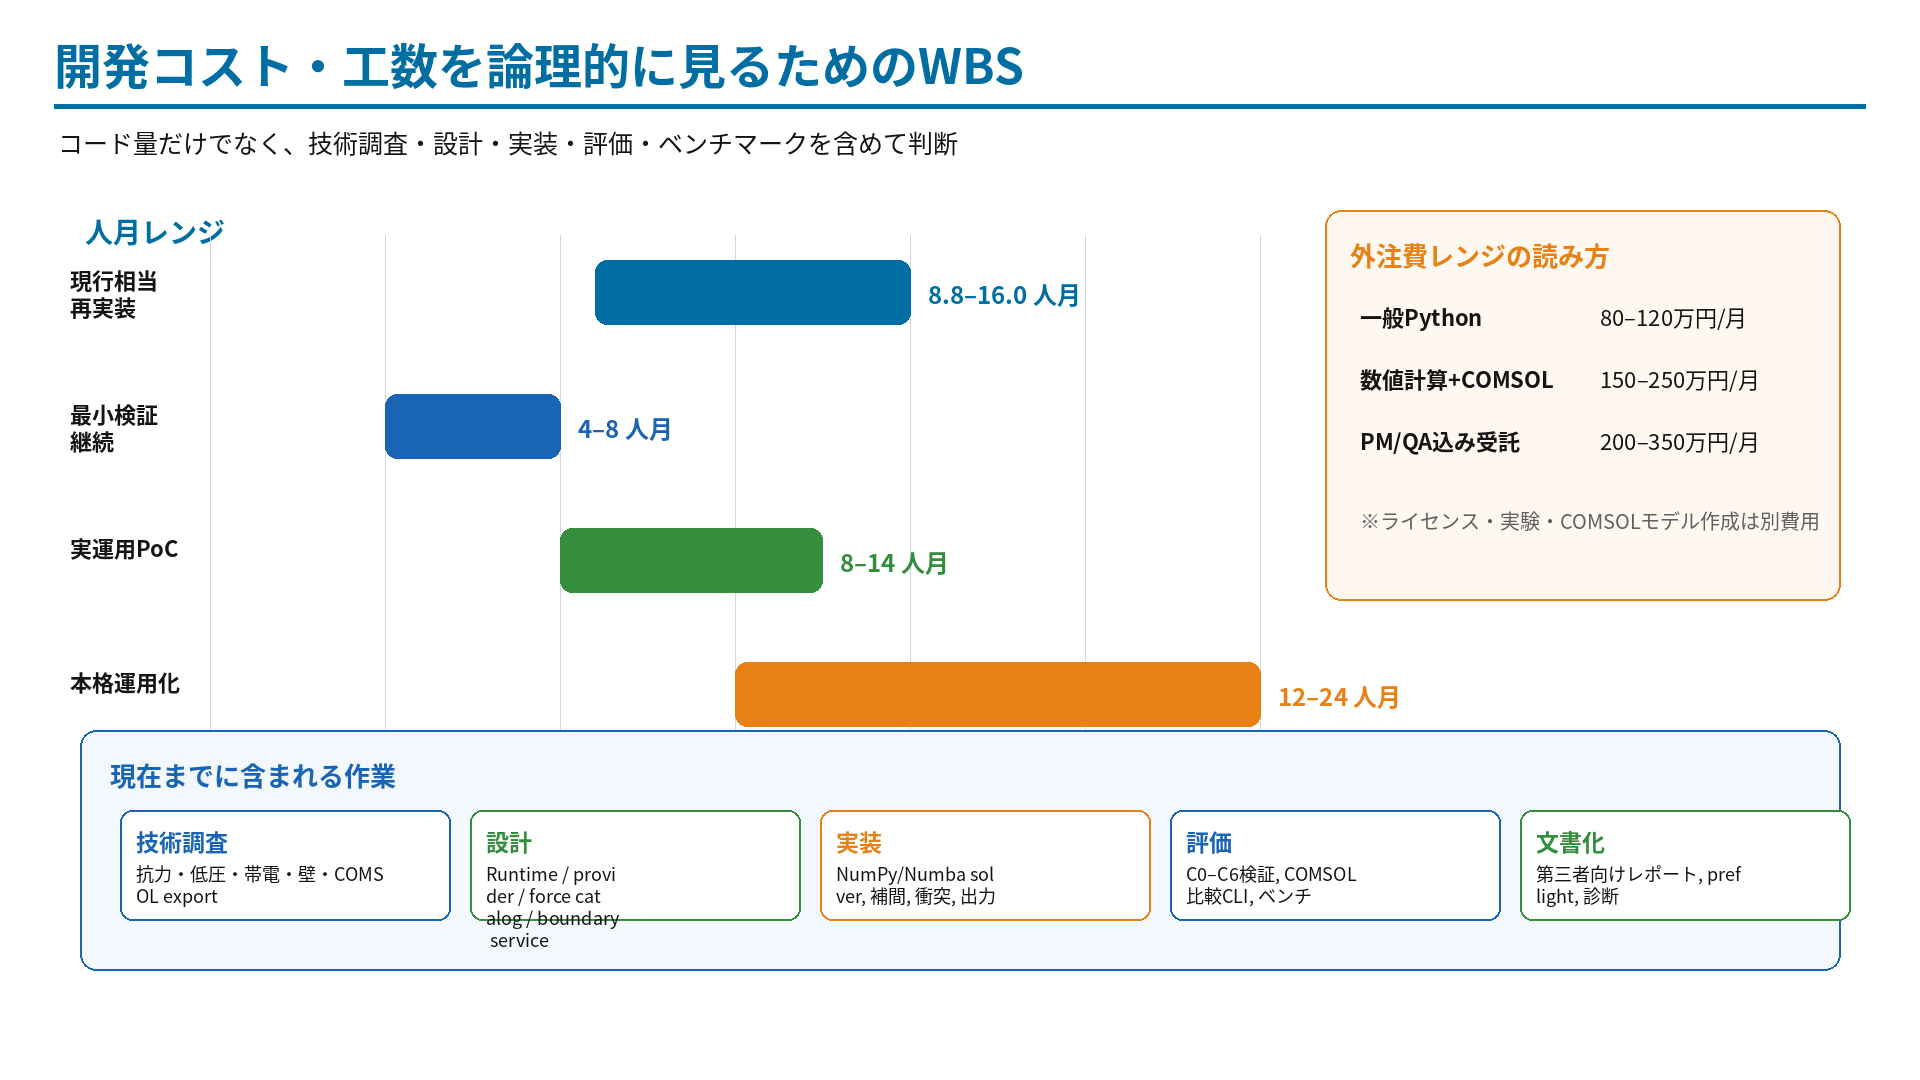 開発コスト・工数を論理的に見るためのWBS
コード量だけでなく、技術調査・設計・実装・評価・ベンチマークを含めて判断
人月レンジ
現行相当
再実装
8.8–16.0 人月
最小検証
継続
4–8 人月
実運用PoC
8–14 人月
本格運用化
12–24 人月
外注費レンジの読み方
一般Python 80–120万円/月
数値計算+COMSOL 150–250万円/月
PM/QA込み受託 200–350万円/月
※ライセンス・実験・COMSOLモデル作成は別費用
現在までに含まれる作業
技術調査
抗力・低圧・帯電・壁・COMS
OL export
設計
Runtime / provi
der / force cat
alog / boundary
service
実装
NumPy/Numba sol
ver, 補間, 衝突, 出力
評価
C0–C6検証, COMSOL
比較CLI, ベンチ
文書化
第三者向けレポート, pref
light, 診断